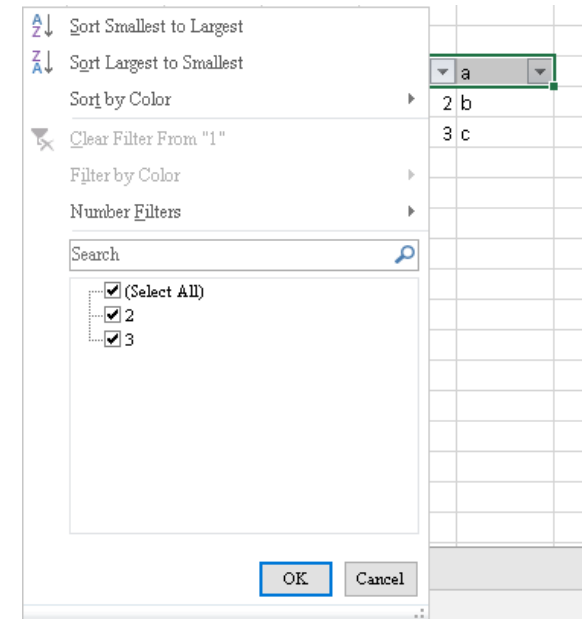 Sort Smallest to Largest
Sort Largest to Smallest
Sort by Color
Clear Filter From "1"
Filter by Color
Number Filters
Search
(Select All)
2
3
OK
Cancel
a
2 b
3 c